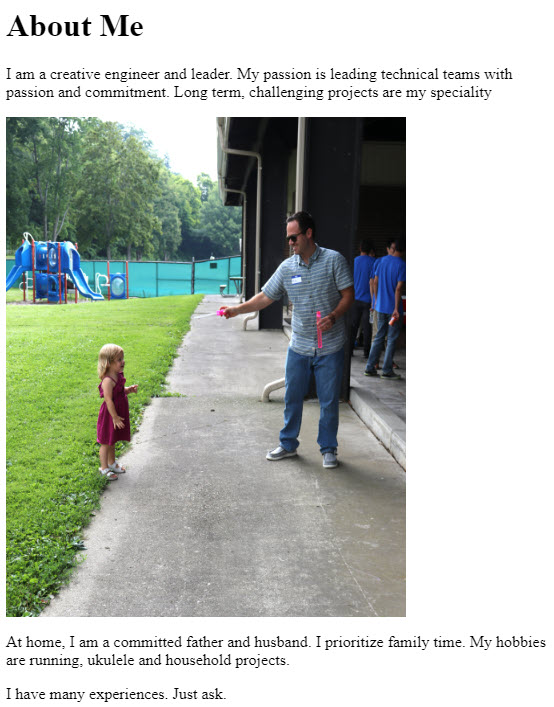 About Me
I am a creative engineer and leader. My passion is leading technical teams with
passion and commitment. Long term, challenging projects are my speciality
At home, I am a committed father and husband. I prioritize family time. My hobbies
are running, ukulele and household projects.
I have many experiences. Just ask.